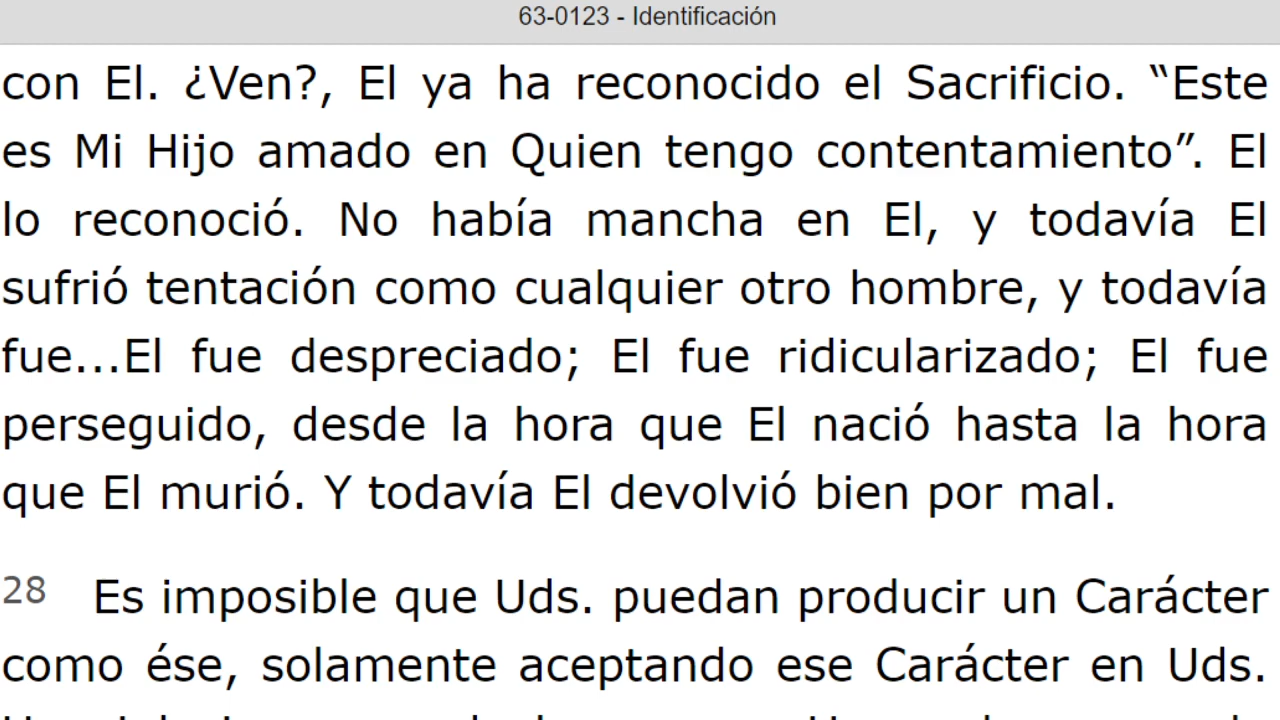 63-0123 - Identificación
con El. ¿Ven?, El ya ha reconocido el Sacrificio. “Este
es Mi Hijo amado en Quien tengo contentamiento”. El
lo reconoció. No había mancha en El, y todavía El
sufrió tentación como cualquier otro hombre, y todavía
fue...El fue despreciado; El fue ridicularizado; El fue
perseguido, desde la hora que El nació hasta la hora
que El murió. Y todavía El devolvió bien por mal.
28 Es imposible que Uds. puedan producir un Carácter
como ése, solamente aceptando ese Carácter en Uds.